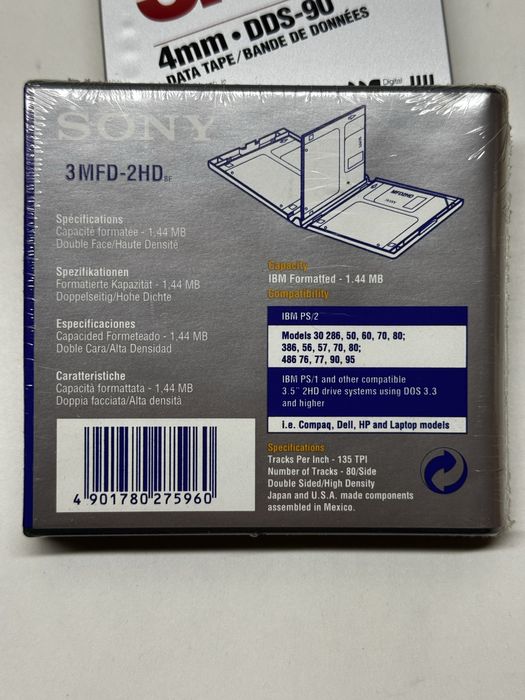 4mm • DDS-90
DATA TAPE/BANDE DE DONNÉES
Digital
SONY
3MFD-2HD BF
MFD2HD
Spécifications
Capacité formatée - 1,44 MB
Double Face/Haute Densité
Spezifikationen
Formatierte Kapazität - 1,44 MB
Doppelseitig/Hohe Dichte
Especificaciones
Capacided Formeteado - 1,44 MB
Doble Cara/Alta Densidad
Caratteristiche
Capacità formattata - 1,44 MB
Doppia facciata/Alta densità
4 901780 275960
Capacity
IBM Formatted - 1.44 MB
Compatibility
IBM PS/2
Models 30 286, 50, 60, 70, 80;
386, 56, 57, 70, 80;
486 76, 77, 90, 95
IBM PS/1 and other compatible
3.5" 2HD drive systems using DOS 3.3
and higher
i.e. Compaq, Dell, HP and Laptop models
Specifications
Tracks Per Inch - 135 TPI
Number of Tracks - 80/Side
Double Sided/High Density
Japan and U.S.A. made components
assembled in Mexico.